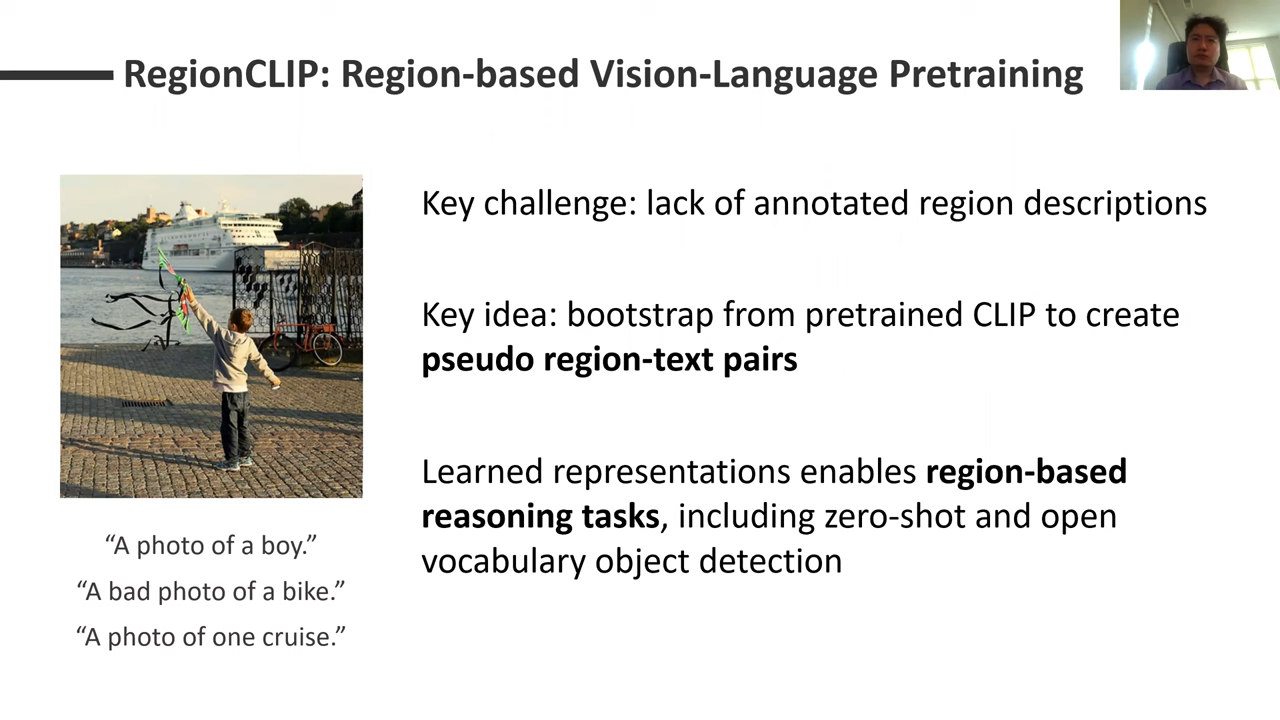 RegionCLIP: Region-based Vision-Language Pretraining
Key challenge: lack of annotated region descriptions
Key idea: bootstrap from pretrained CLIP to create
pseudo region-text pairs
Learned representations enables region-based
reasoning tasks, including zero-shot and open
vocabulary object detection
“A photo of a boy.”
“A bad photo of a bike.”
“A photo of one cruise.”